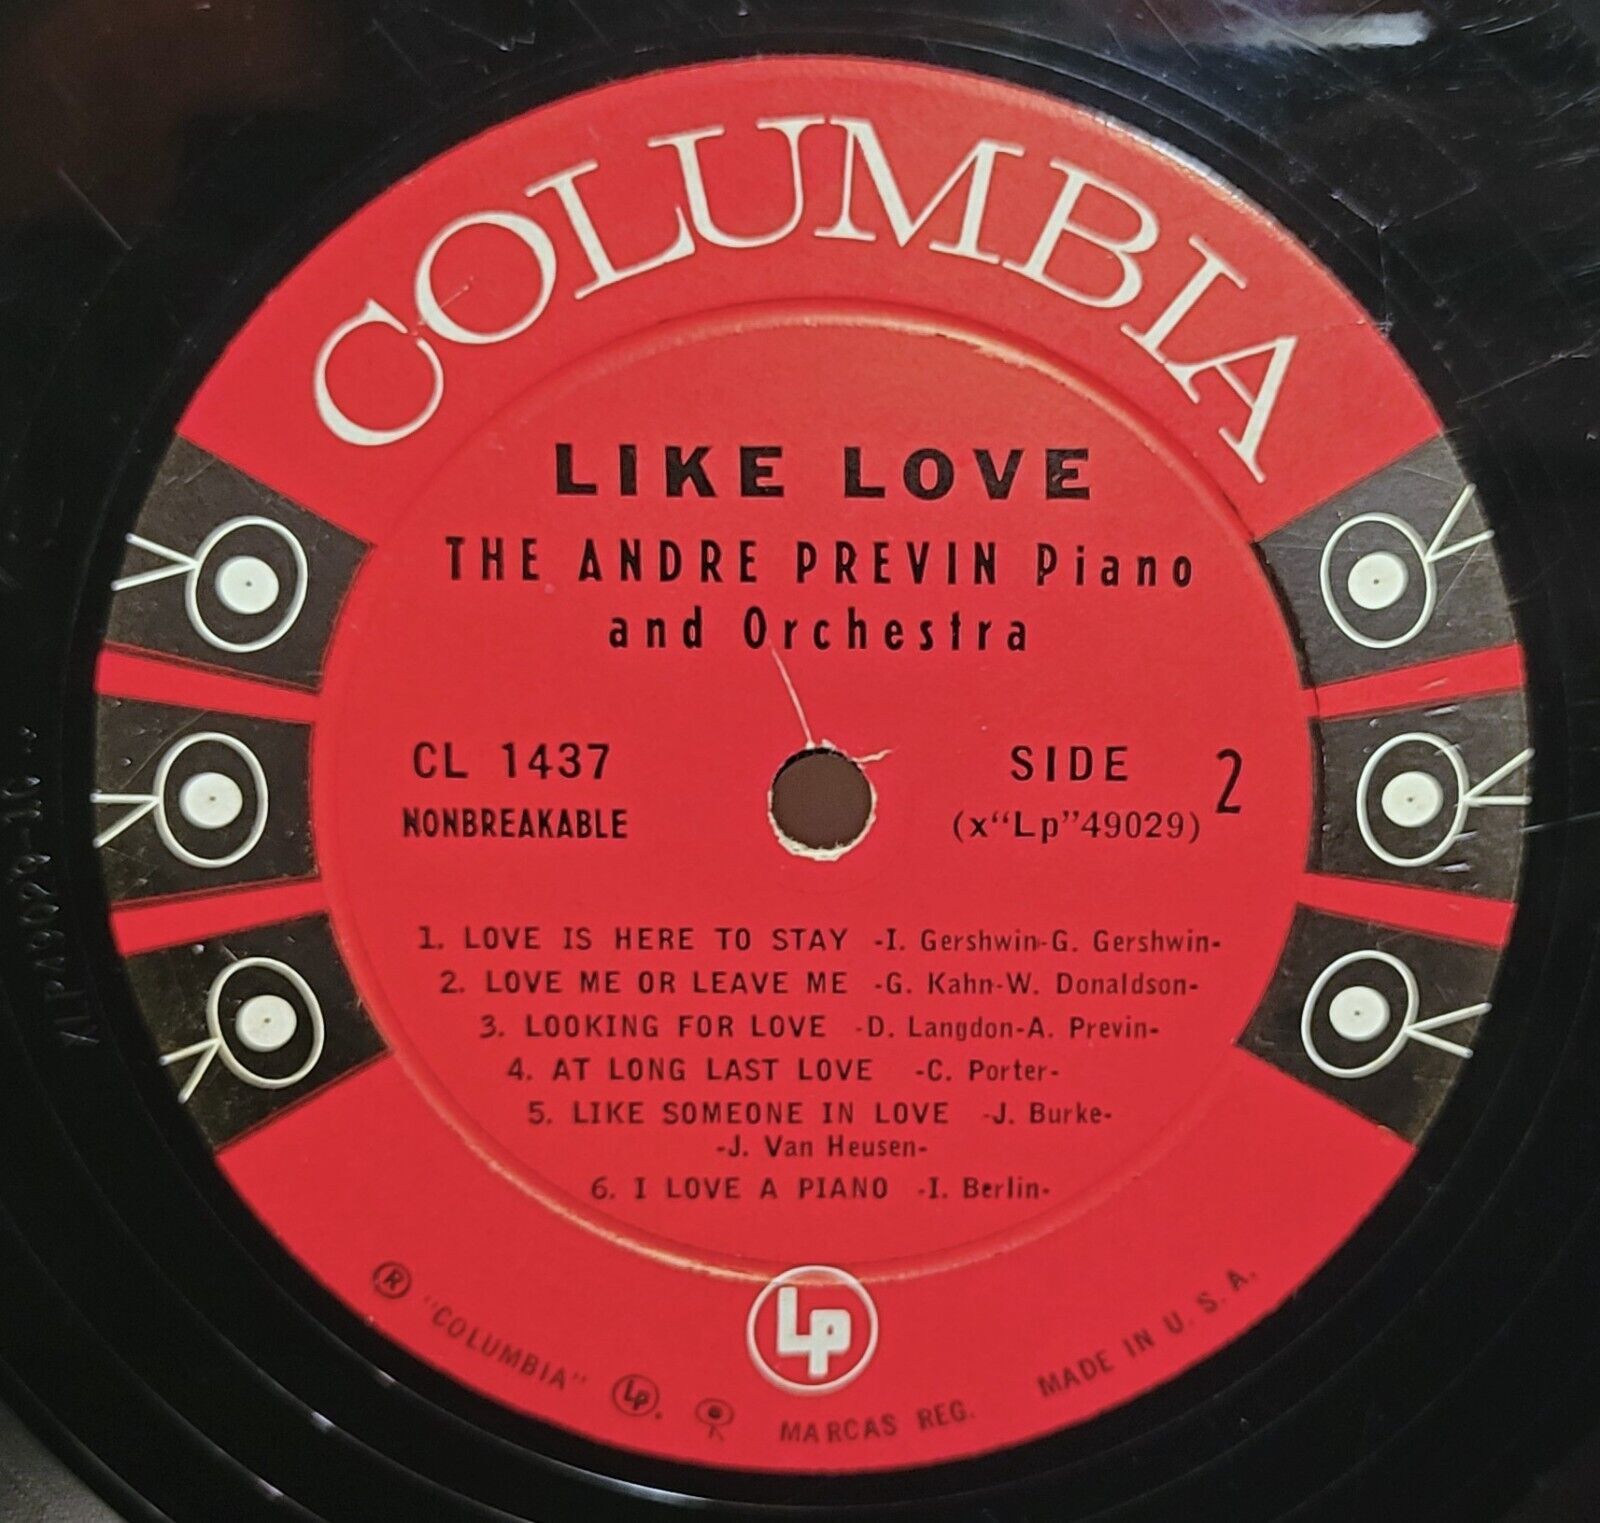 COLUMBIA
LIKE LOVE
THE ANDRE PREVIN Piano
and Orchestra
CL 1437
NONBREAKABLE
SIDE 2
(x“Lp”49029)
1. LOVE IS HERE TO STAY -I. Gershwin-G. Gershwin-
2. LOVE ME OR LEAVE ME -G. Kahn-W. Donaldson-
3. LOOKING FOR LOVE -D. Langdon-A. Previn-
4. AT LONG LAST LOVE -C. Porter-
5. LIKE SOMEONE IN LOVE -J. Burke-
-J. Van Heusen-
6. I LOVE A PIANO -I. Berlin-
Lp
® "COLUMBIA" Lp. MARCAS REG. MADE IN U. S. A.